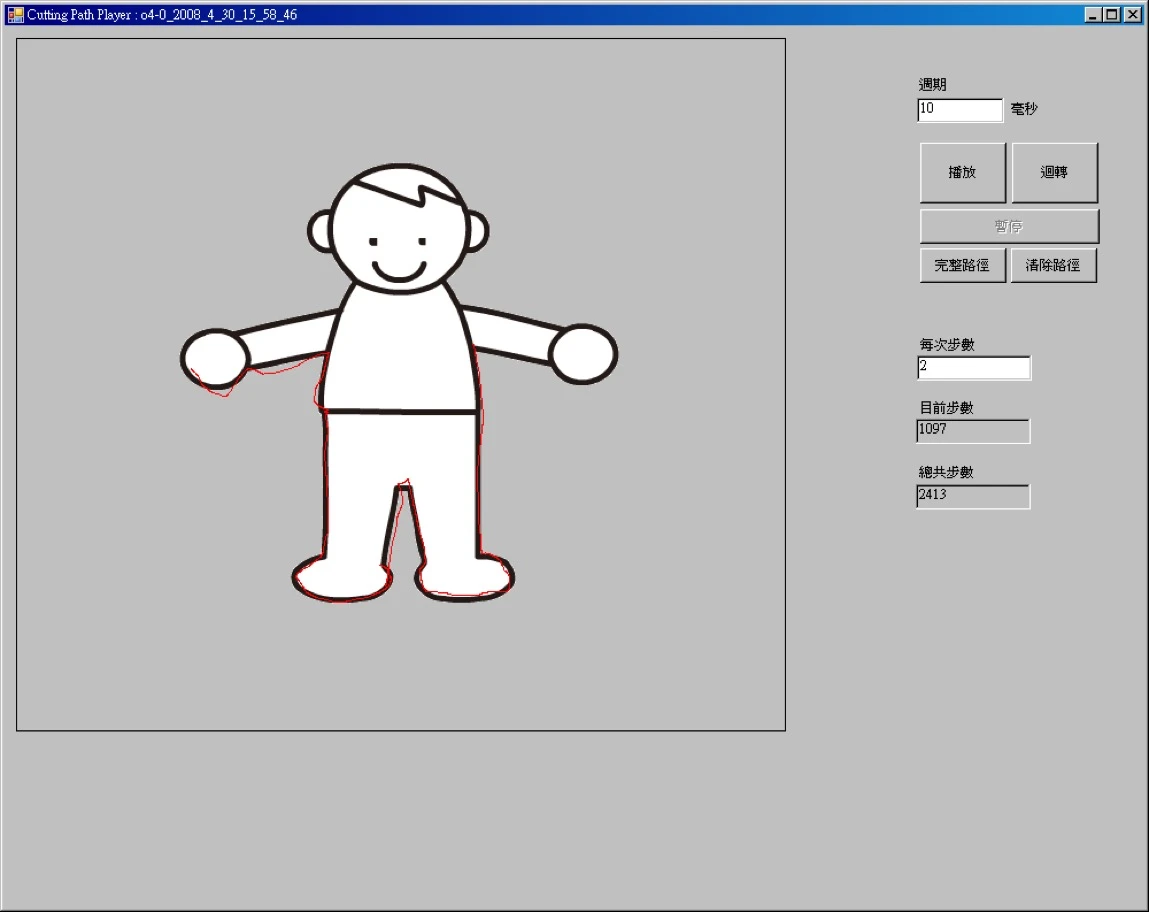 Cutting Path Player : o4-0_2008_4_30_15_58_46
週期
10 毫秒
播放 迴轉
暫停
完整路徑 清除路徑
每次步數
2
目前步數
1097
總共步數
2413